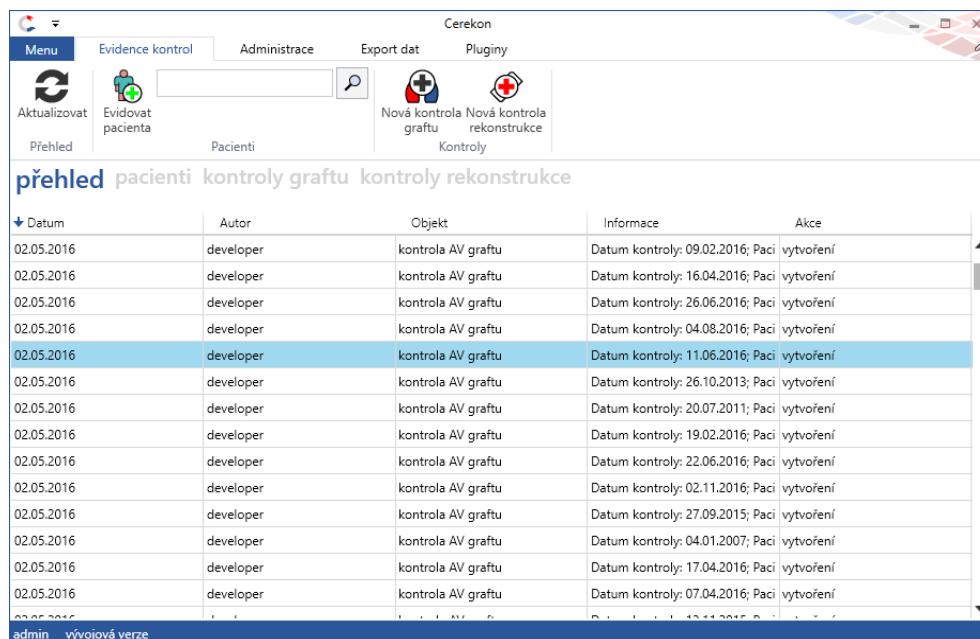 Cerekon
Menu Evidence kontrol Administrace Export dat Pluginy
Aktualizovat Evidovat pacienta Nová kontrola graftu Nová kontrola rekonstrukce
Přehled Pacienti Kontroly
přehled pacienti kontroly graftu kontroly rekonstrukce
Datum Autor Objekt Informace Akce
02.05.2016 developer kontrola AV graftu Datum kontroly: 09.02.2016; Paci vytvoření
02.05.2016 developer kontrola AV graftu Datum kontroly: 16.04.2016; Paci vytvoření
02.05.2016 developer kontrola AV graftu Datum kontroly: 26.06.2016; Paci vytvoření
02.05.2016 developer kontrola AV graftu Datum kontroly: 04.08.2016; Paci vytvoření
02.05.2016 developer kontrola AV graftu Datum kontroly: 11.06.2016; Paci vytvoření
02.05.2016 developer kontrola AV graftu Datum kontroly: 26.10.2013; Paci vytvoření
02.05.2016 developer kontrola AV graftu Datum kontroly: 20.07.2011; Paci vytvoření
02.05.2016 developer kontrola AV graftu Datum kontroly: 19.02.2016; Paci vytvoření
02.05.2016 developer kontrola AV graftu Datum kontroly: 22.06.2016; Paci vytvoření
02.05.2016 developer kontrola AV graftu Datum kontroly: 02.11.2016; Paci vytvoření
02.05.2016 developer kontrola AV graftu Datum kontroly: 27.09.2015; Paci vytvoření
02.05.2016 developer kontrola AV graftu Datum kontroly: 04.01.2007; Paci vytvoření
02.05.2016 developer kontrola AV graftu Datum kontroly: 17.04.2016; Paci vytvoření
02.05.2016 developer kontrola AV graftu Datum kontroly: 07.04.2016; Paci vytvoření
admin vývojová verze